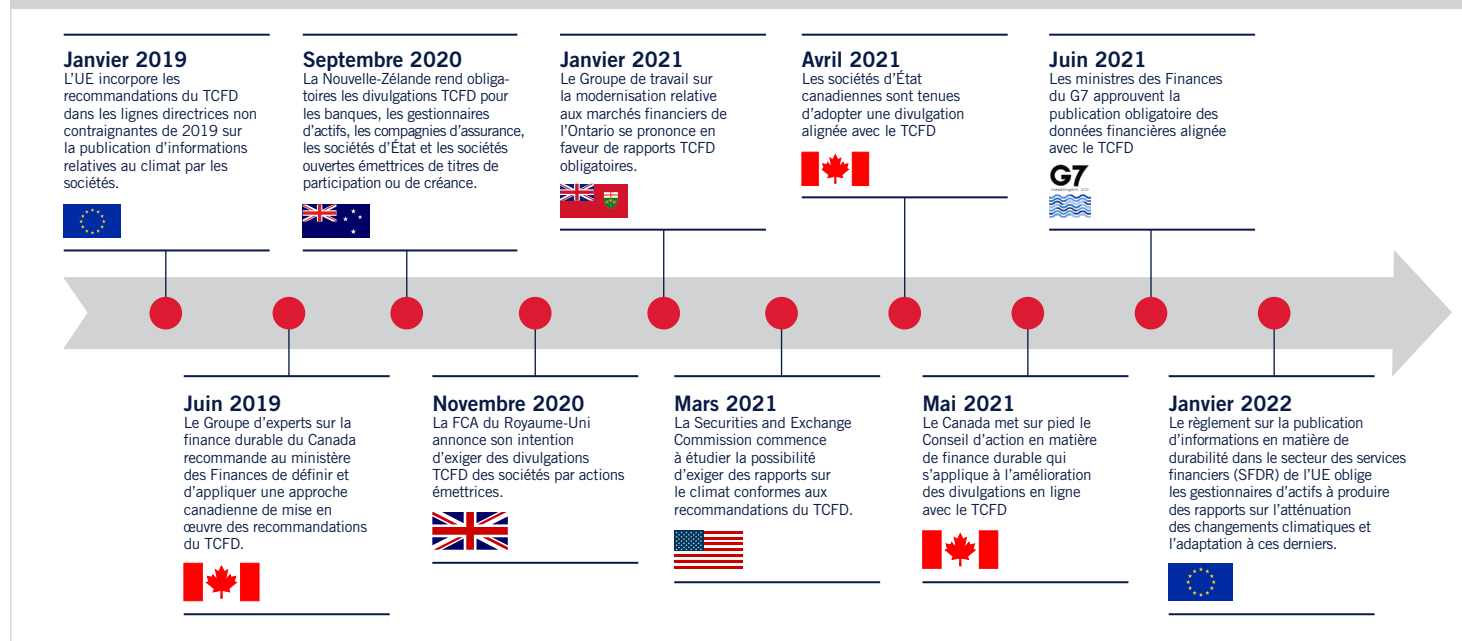 Janvier 2019
L’UE incorpore les
recommandations du TCFD
dans les lignes directrices non
contraignantes de 2019 sur
la publication d’informations
relatives au climat par les
sociétés.
Septembre 2020
La Nouvelle-Zélande rend obliga-
toires les divulgations TCFD pour
les banques, les gestionnaires
d’actifs, les compagnies d’assurance,
les sociétés d’État et les sociétés
ouvertes émettrices de titres de
participation ou de créance.
Janvier 2021
Le Groupe de travail sur
la modernisation relative
aux marchés financiers de
l’Ontario se prononce en
faveur de rapports TCFD
obligatoires.
Avril 2021
Les sociétés d’État
canadiennes sont tenues
d’adopter une divulgation
alignée avec le TCFD
Juin 2021
Les ministres des Finances
du G7 approuvent la
publication obligatoire des
données financières alignée
avec le TCFD
G7
United Kingdom 2021
Juin 2019
Le Groupe d’experts sur la
finance durable du Canada
recommande au ministère
des Finances de définir et
d’appliquer une approche
canadienne de mise en
œuvre des recommandations
du TCFD.
Novembre 2020
La FCA du Royaume-Uni
annonce son intention
d’exiger des divulgations
TCFD des sociétés par actions
émettrices.
Mars 2021
La Securities and Exchange
Commission commence
à étudier la possibilité
d’exiger des rapports sur
le climat conformes aux
recommandations du TCFD.
Mai 2021
Le Canada met sur pied le
Conseil d’action en matière
de finance durable qui
s’applique à l’amélioration
des divulgations en ligne
avec le TCFD
Janvier 2022
Le règlement sur la publication
d’informations en matière de
durabilité dans le secteur des services
financiers (SFDR) de l’UE oblige
les gestionnaires d’actifs à produire
des rapports sur l’atténuation
des changements climatiques et
l’adaptation à ces derniers.